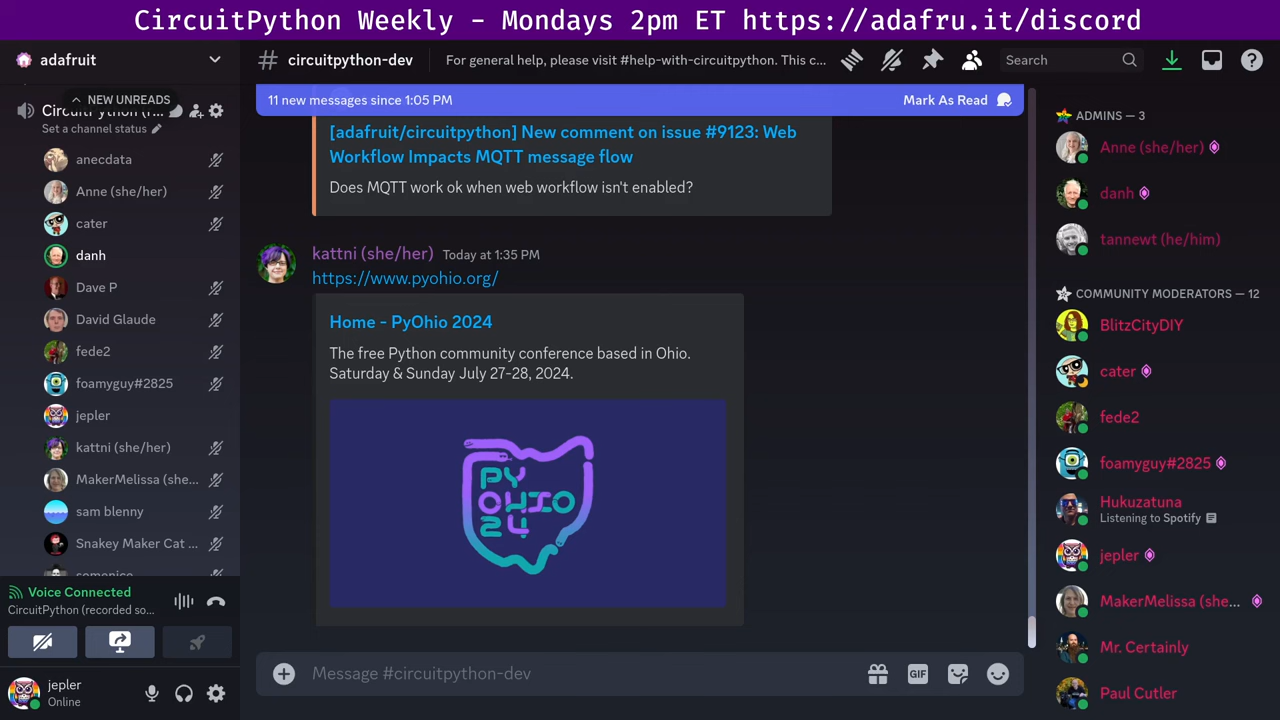 CircuitPython Weekly - Mondays 2pm ET https://adafru.it/discord
adafruit
NEW UNREADS
Set a channel status
anecdata
Anne (she/her)
cater
danh
Dave P
David Glaude
fede2
foamyguy#2825
jepler
kattni (she/her)
MakerMelissa (she...
sam blenny
Snakey Maker Cat ...
Voice Connected
CircuitPython (recorded so...
jepler
Online
# circuitpython-dev
For general help, please visit #help-with-circuitpython. This c...
Search
11 new messages since 1:05 PM
Mark As Read
[adafruit/circuitpython] New comment on issue #9123: Web
Workflow Impacts MQTT message flow
Does MQTT work ok when web workflow isn't enabled?
kattni (she/her) Today at 1:35 PM
https://www.pyohio.org/
Home - PyOhio 2024
The free Python community conference based in Ohio.
Saturday & Sunday July 27-28, 2024.
PY
OHIO
24
Message #circuitpython-dev
GIF
ADMINS — 3
Anne (she/her)
danh
tannewt (he/him)
COMMUNITY MODERATORS — 12
BlitzCityDIY
cater
fede2
foamyguy#2825
Hukuzatuna
Listening to Spotify
jepler
MakerMelissa (she...
Mr. Certainly
Paul Cutler